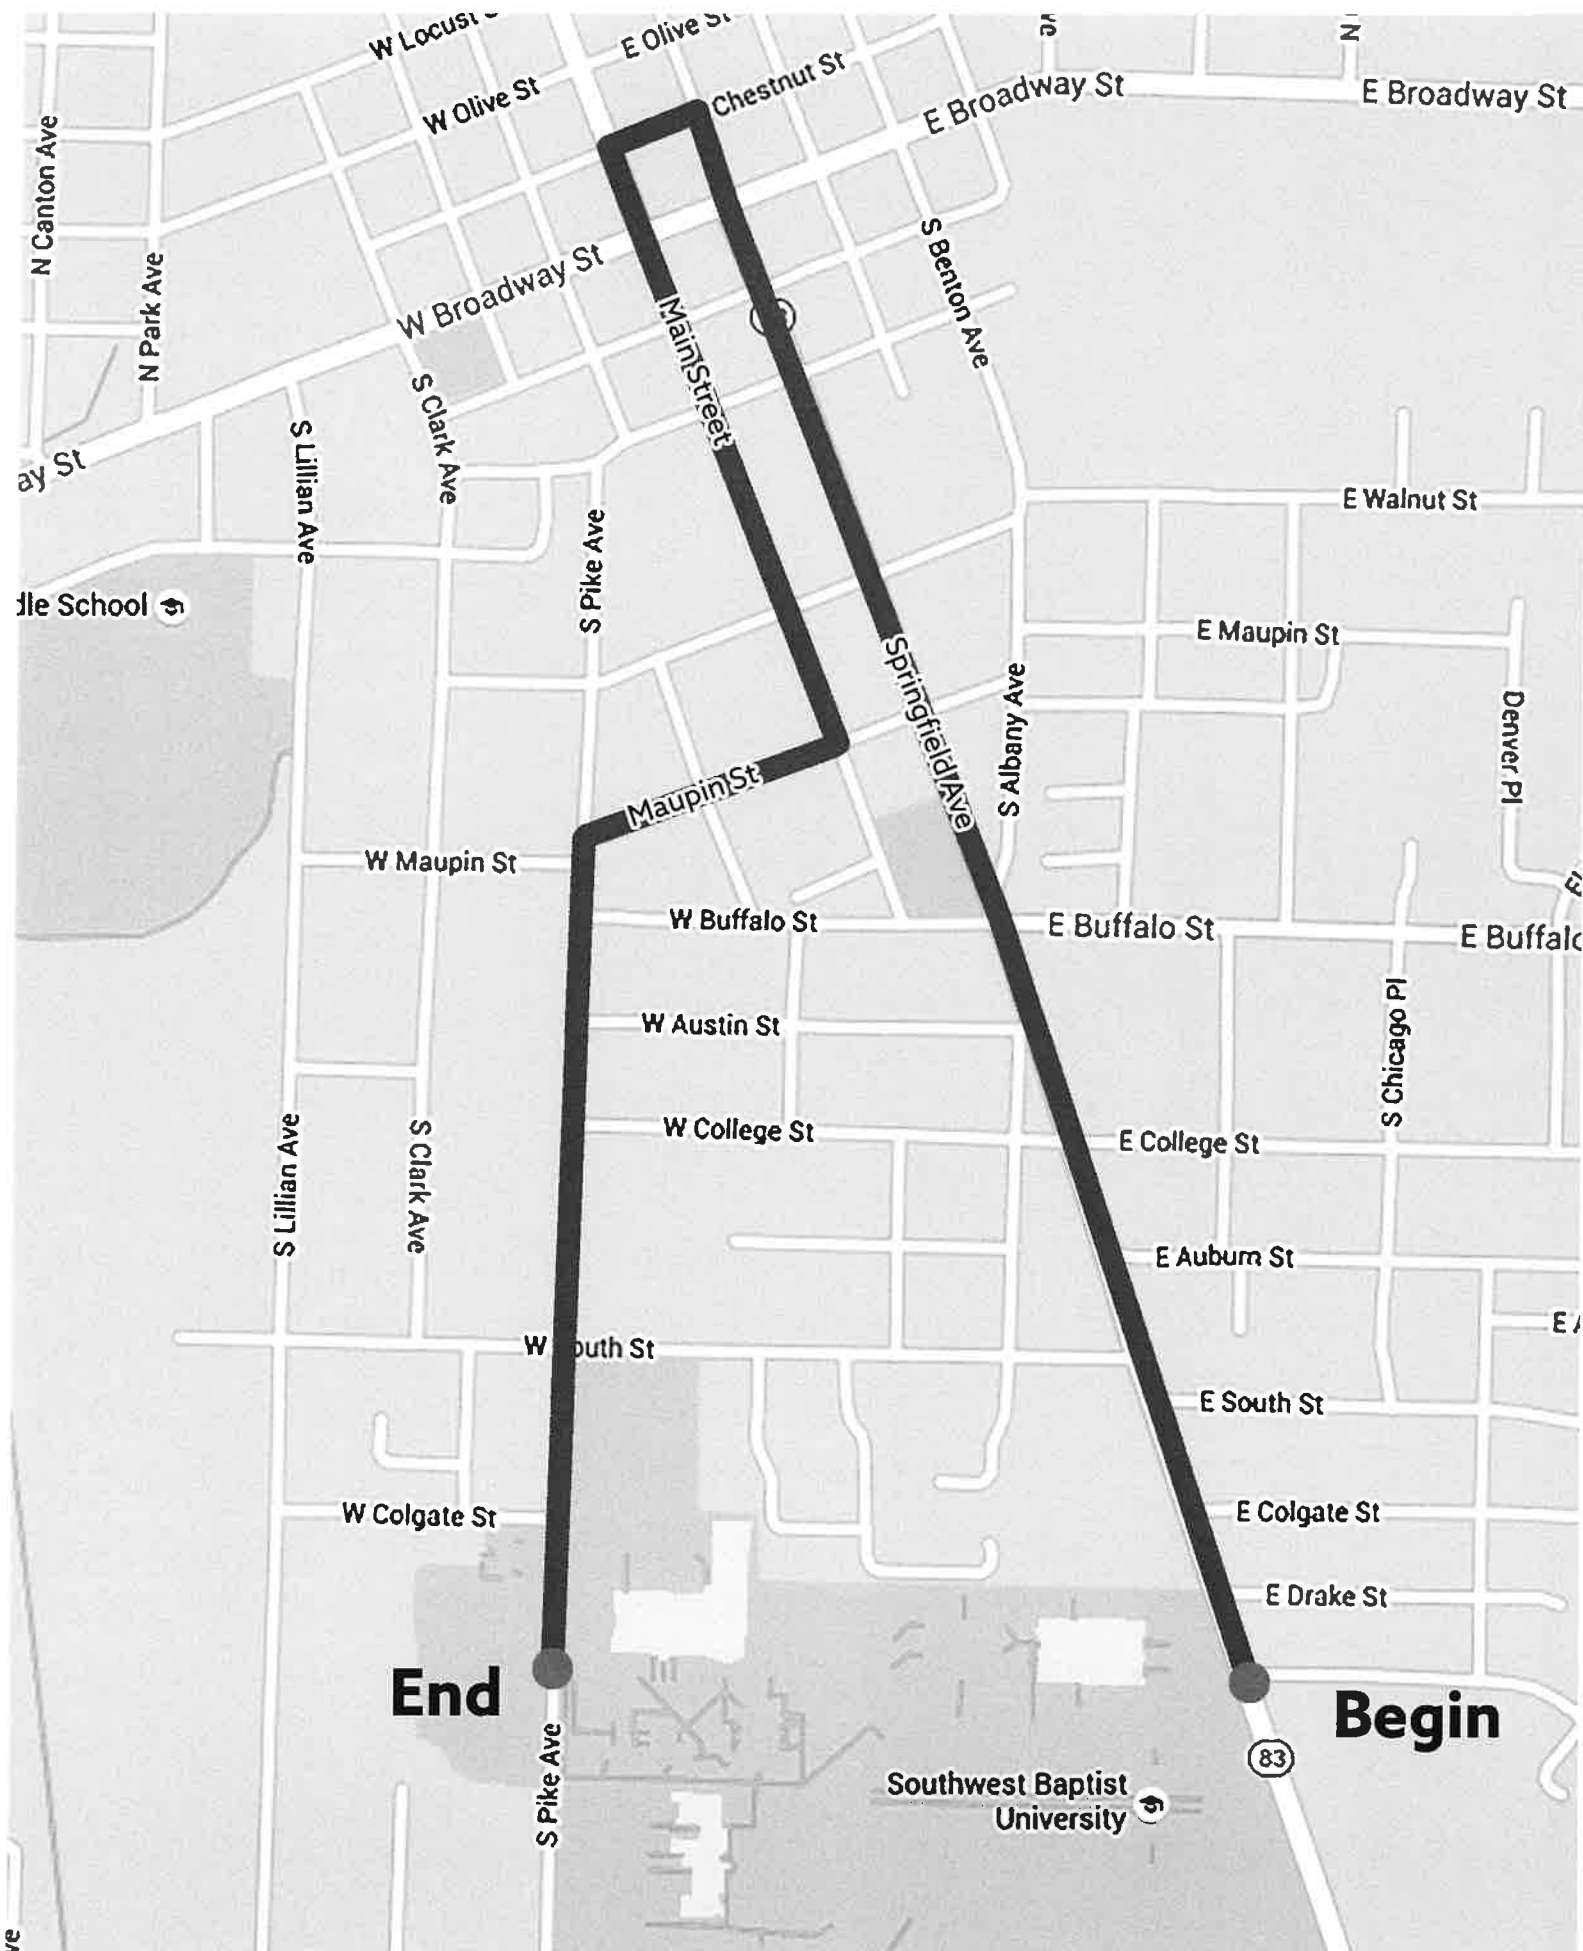 W Locust
E Olive St
W Olive St
Chestnut St
E Broadway St
E Broadway St
N
N Canton Ave
N Park Ave
W Broadway St
S Benton Ave
Main Street
S Clark Ave
S Lillian Ave
ay St
E Walnut St
S Pike Ave
dle School
E Maupin St
Springfield Ave
S Albany Ave
Denver Pl
Maupin St
W Maupin St
W Buffalo St
E Buffalo St
E Buffalo
W Austin St
S Chicago Pl
W College St
E College St
S Lillian Ave
S Clark Ave
E Auburn St
E A
W South St
E South St
W Colgate St
E Colgate St
E Drake St
End
Begin
83
S Pike Ave
Southwest Baptist
University
ve